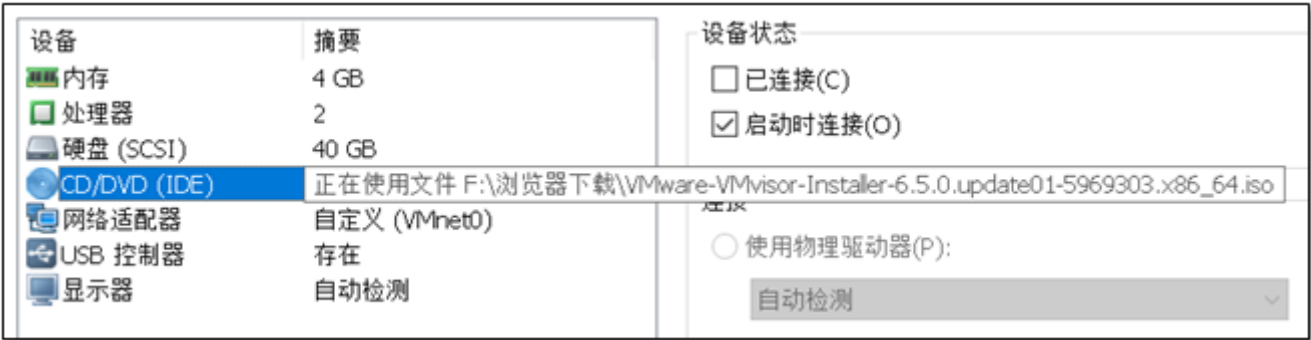 设备 摘要
内存 4 GB
处理器 2
硬盘 (SCSI) 40 GB
CD/DVD (IDE) 正在使用文件 F:\浏览器下载\VMware-VMvisor-Installer-6.5.0.update01-5969303.x86_64.iso
网络适配器 自定义 (VMnet0)
USB 控制器 存在
显示器 自动检测
设备状态
已连接(C)
启动时连接(O)
连接
使用物理驱动器(P):
自动检测